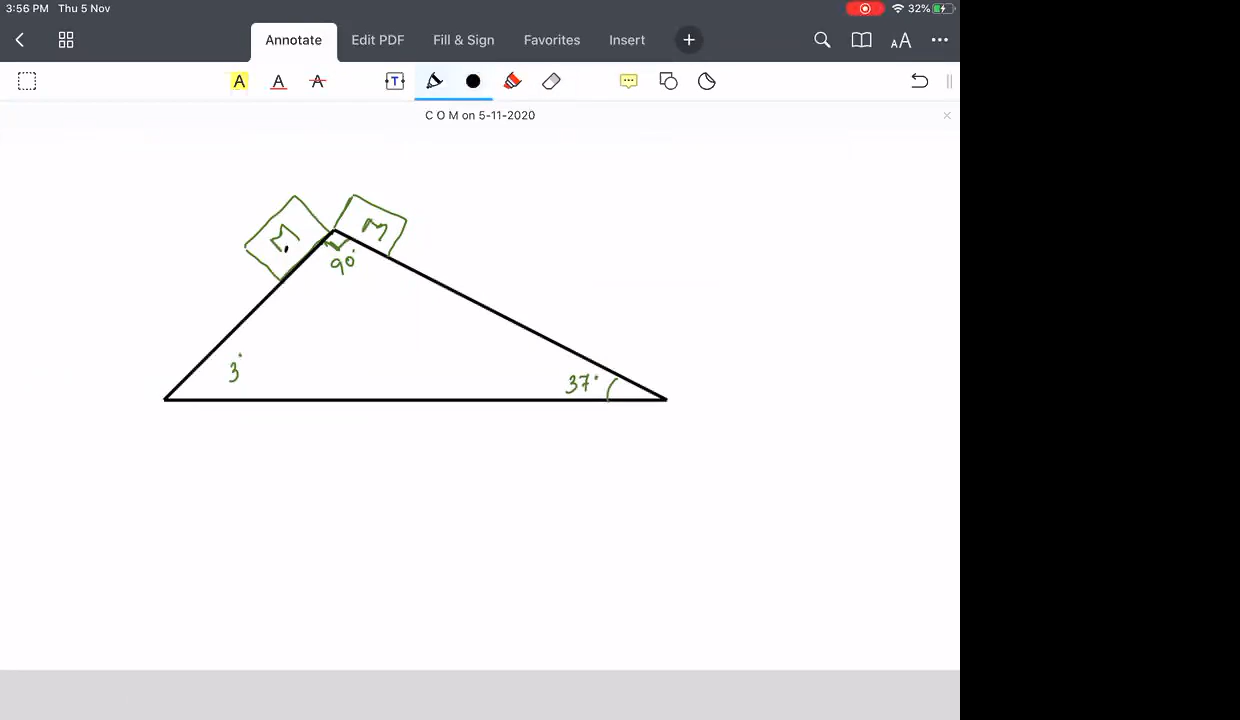 3:56 PM Thu 5 Nov
32%
Annotate Edit PDF Fill & Sign Favorites Insert
A A A T AA
C O M on 5-11-2020
M M
90°
3°
37°